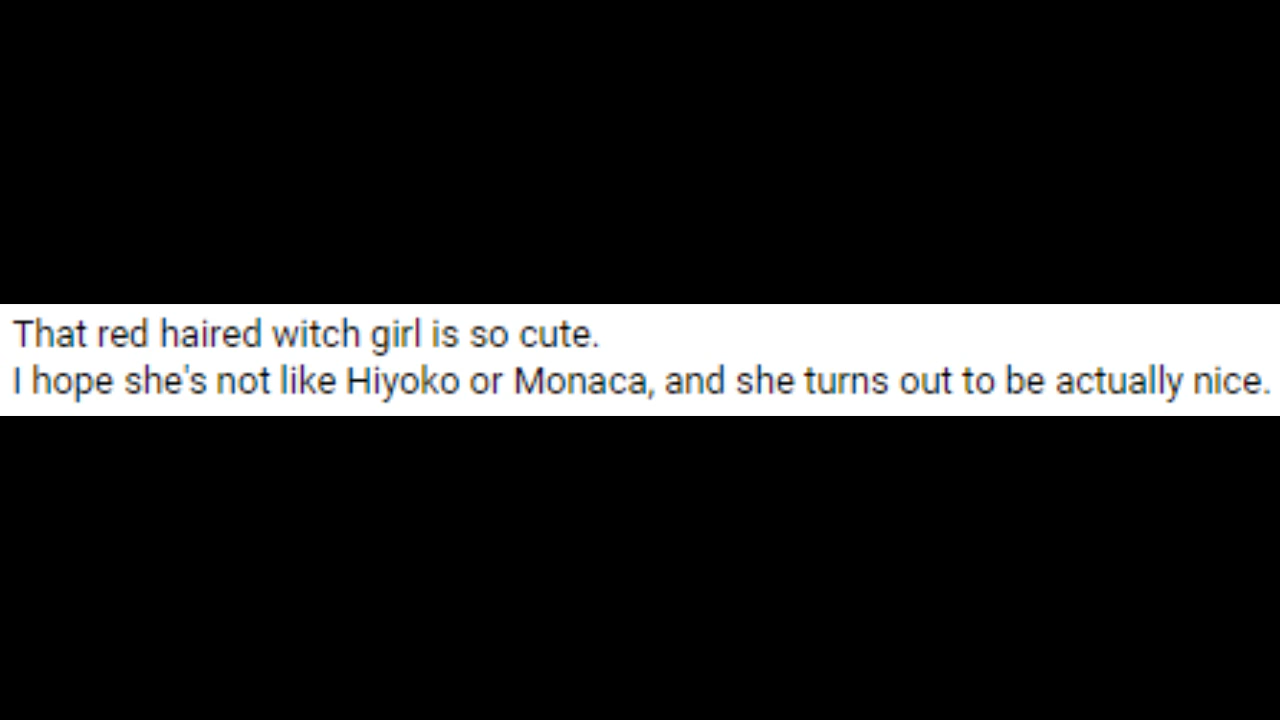 That red haired witch girl is so cute.
I hope she's not like Hiyoko or Monaca, and she turns out to be actually nice.